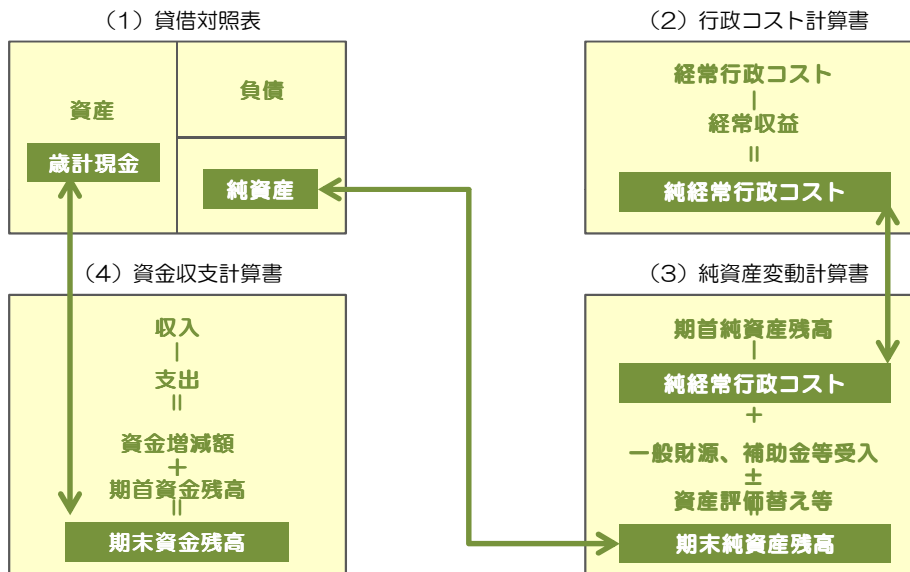 （1）貸借対照表
資産
歳計現金
負債
純資産
（2）行政コスト計算書
経常行政コスト
－
経常収益
＝
純経常行政コスト
（4）資金収支計算書
収入
－
支出
＝
資金増減額
＋
期首資金残高
＝
期末資金残高
（3）純資産変動計算書
期首純資産残高
－
純経常行政コスト
＋
一般財源、補助金等受入
±
資産評価替え等
＝
期末純資産残高